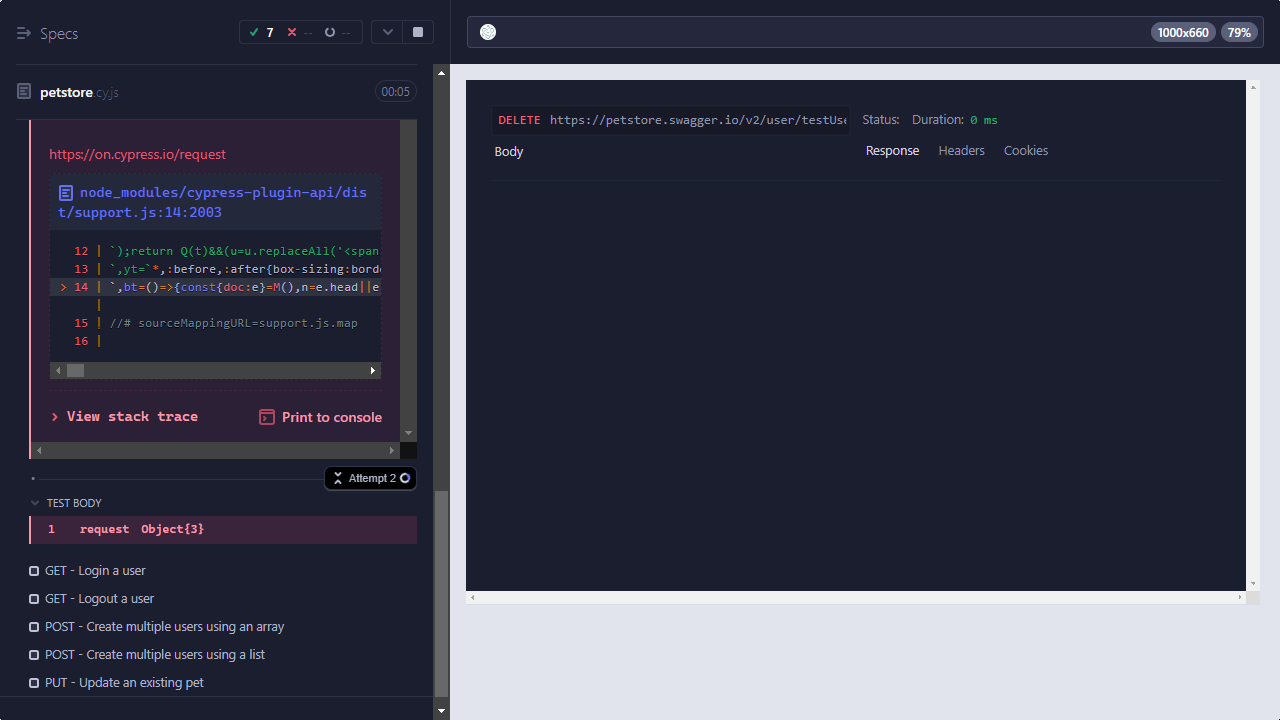 Specs
7
--
--
1000x660
79%
petstore.cy.js
00:05
https://on.cypress.io/request
node_modules/cypress-plugin-api/dis
t/support.js:14:2003
12 | `);return Q(t)&&(u=u.replaceAll('<span
13 | `,yt=`*,:before,:after{box-sizing:borde
> 14 | `,bt=()=>{const{doc:e}=M(),n=e.head||e
|
15 | //# sourceMappingURL=support.js.map
16 |
> View stack trace
Print to console
Attempt 2
TEST BODY
1 request Object{3}
GET - Login a user
GET - Logout a user
POST - Create multiple users using an array
POST - Create multiple users using a list
PUT - Update an existing pet
DELETE https://petstore.swagger.io/v2/user/testUse
Status: Duration: 0 ms
Body
Response Headers Cookies